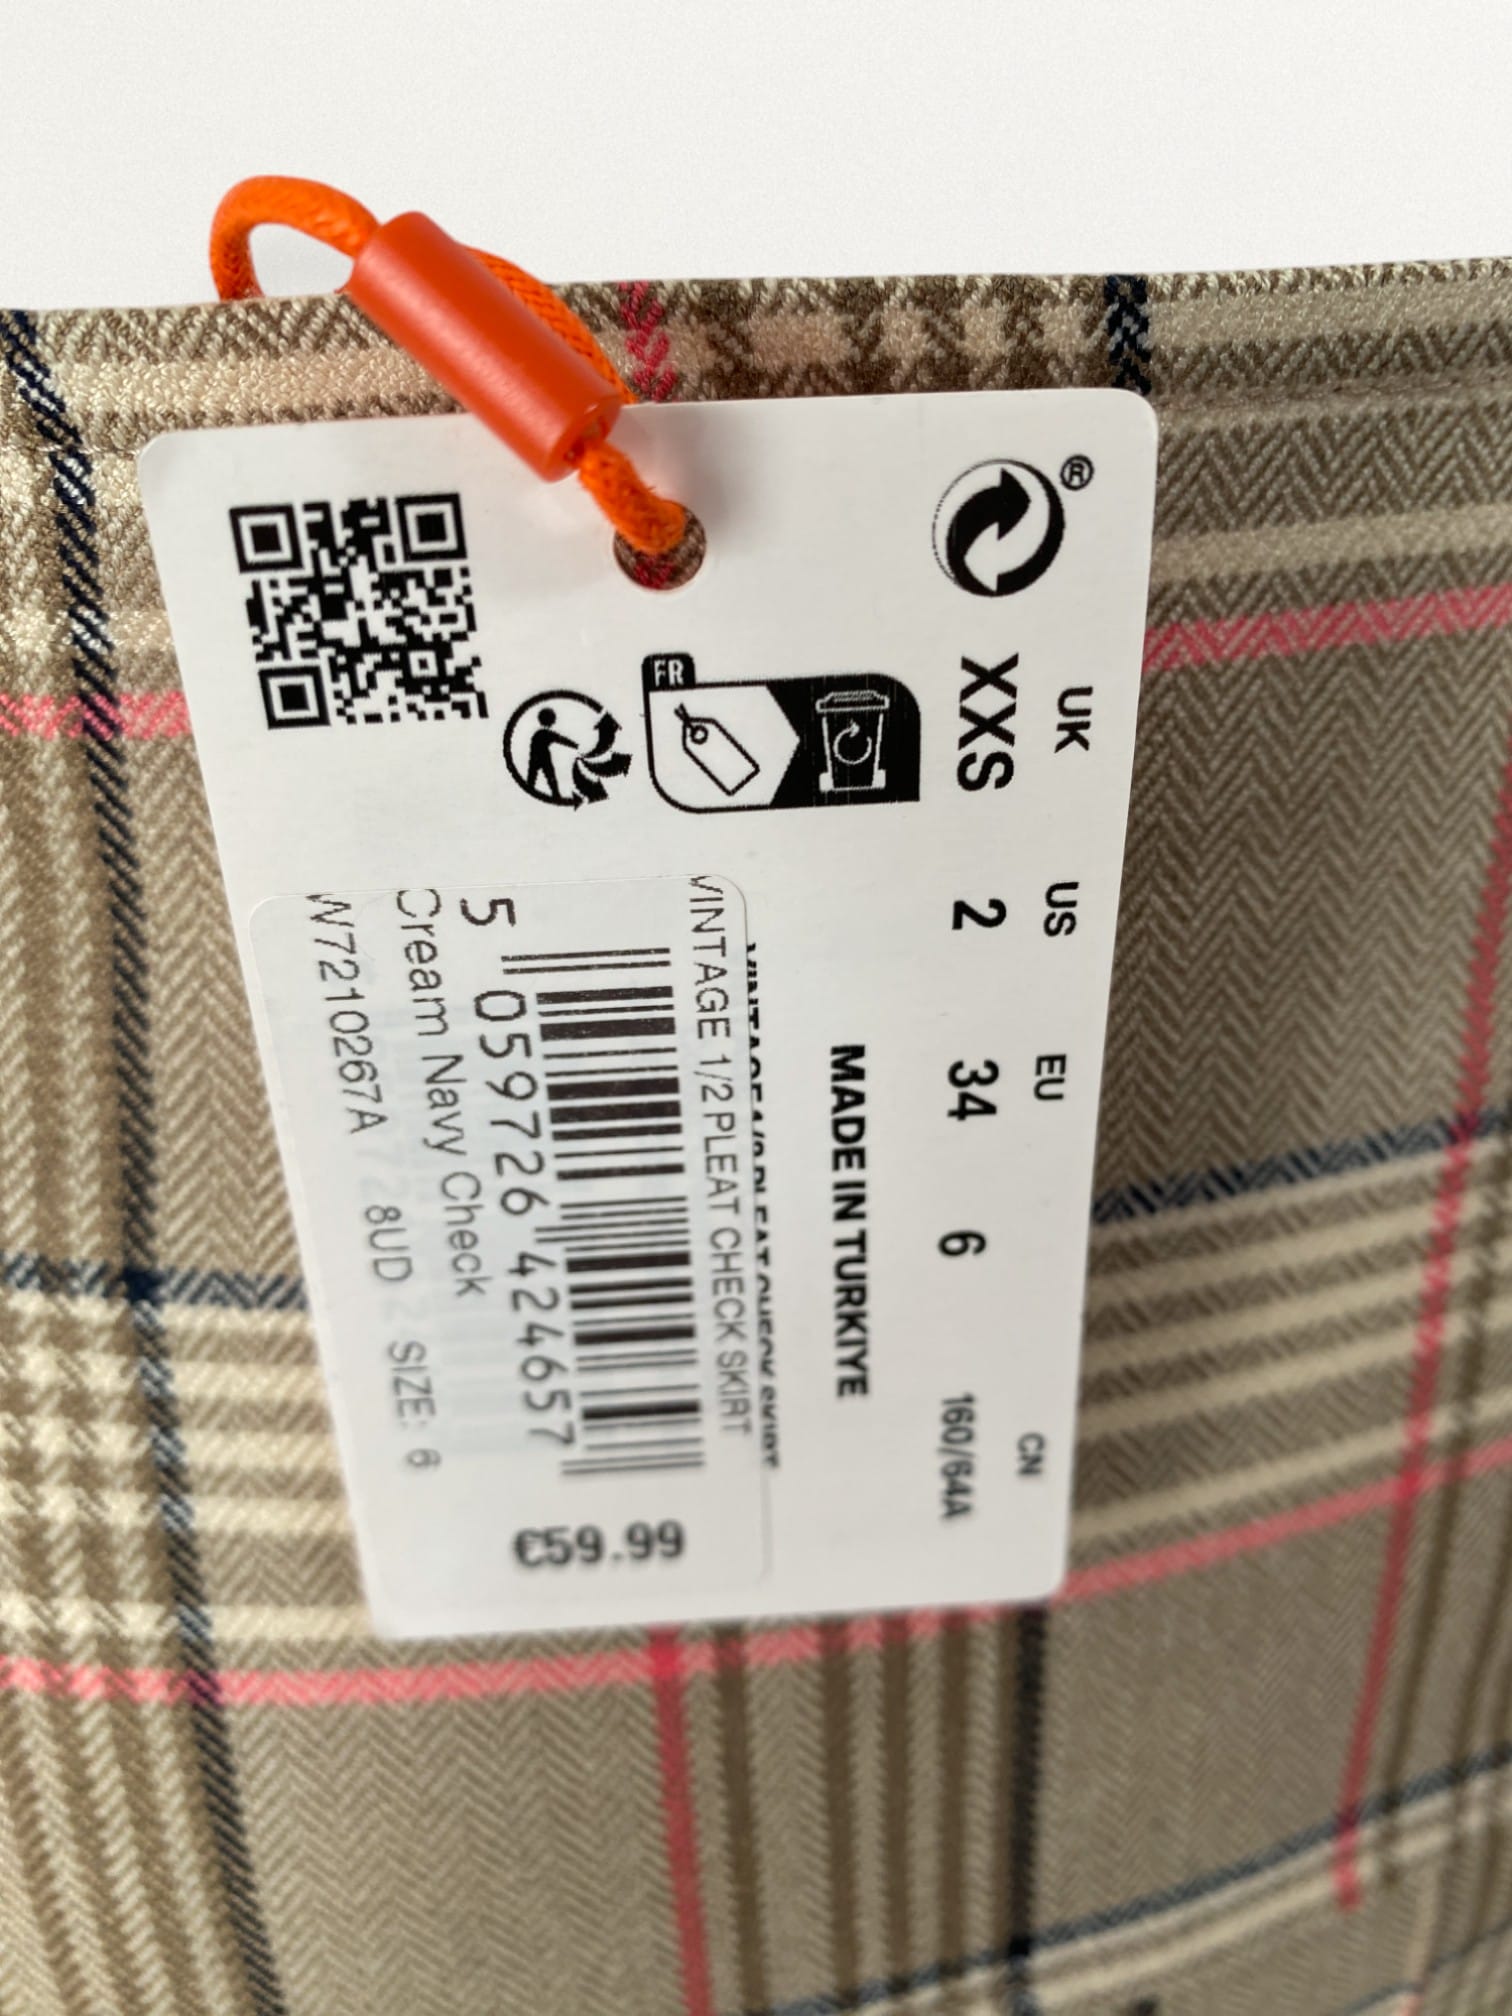 ®
UK US EU CN
XXS 2 34 6 160/64A
MADE IN TURKIYE
FR
VINTAGE 1/2 PLEAT CHECK SKIRT
5 059726 424657
€59.99
Cream Navy Check
W7210267A 8UD SIZE: 6